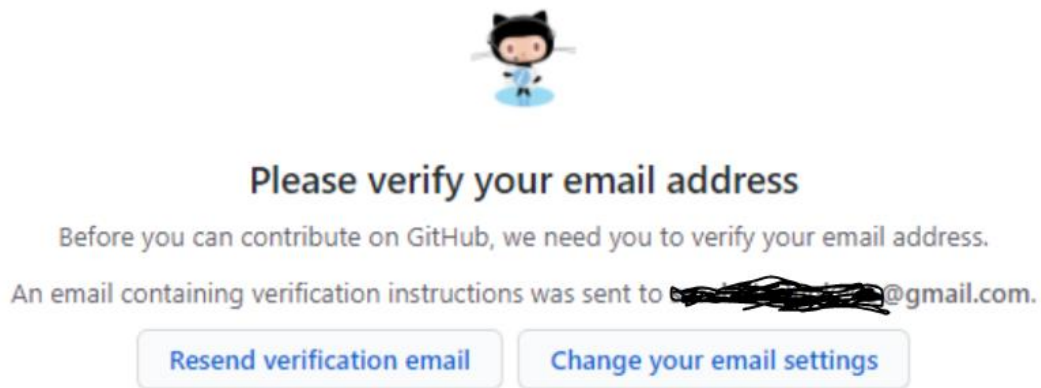 Please verify your email address
Before you can contribute on GitHub, we need you to verify your email address.
An email containing verification instructions was sent to @gmail.com.
Resend verification email
Change your email settings